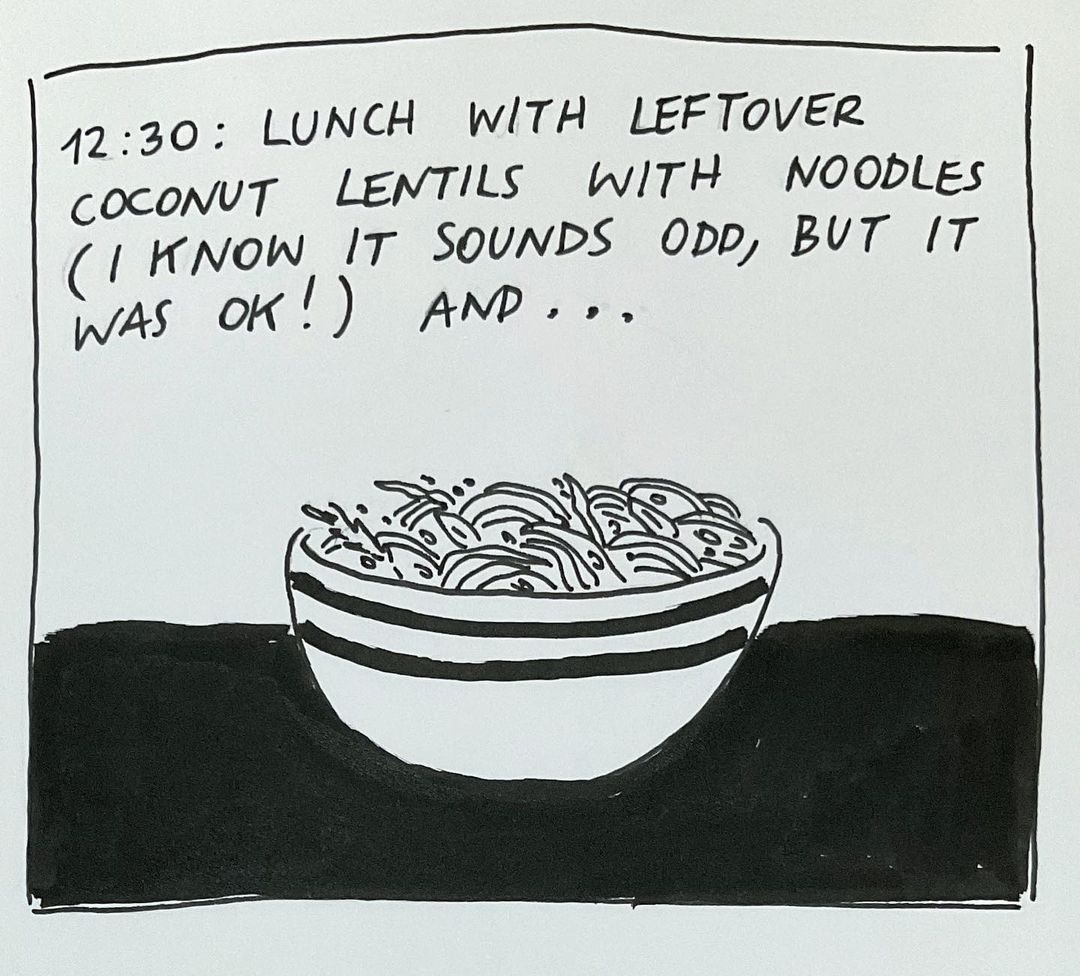 12:30: LUNCH WITH LEFTOVER
COCONUT LENTILS WITH NOODLES
(I KNOW IT SOUNDS ODD, BUT IT
WAS OK!) AND...